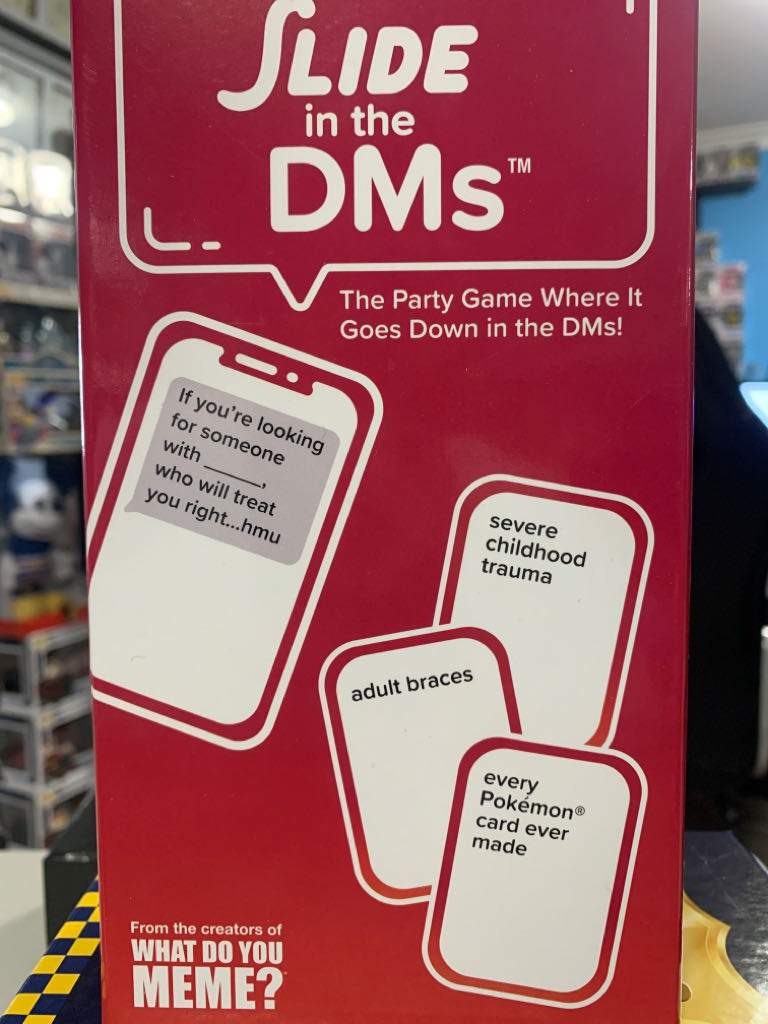 SLIDE
in the
DMs™
The Party Game Where It
Goes Down in the DMs!
If you're looking
for someone
with _____,
who will treat
you right...hmu
severe
childhood
trauma
adult braces
every
Pokémon®
card ever
made
From the creators of
WHAT DO YOU
MEME?